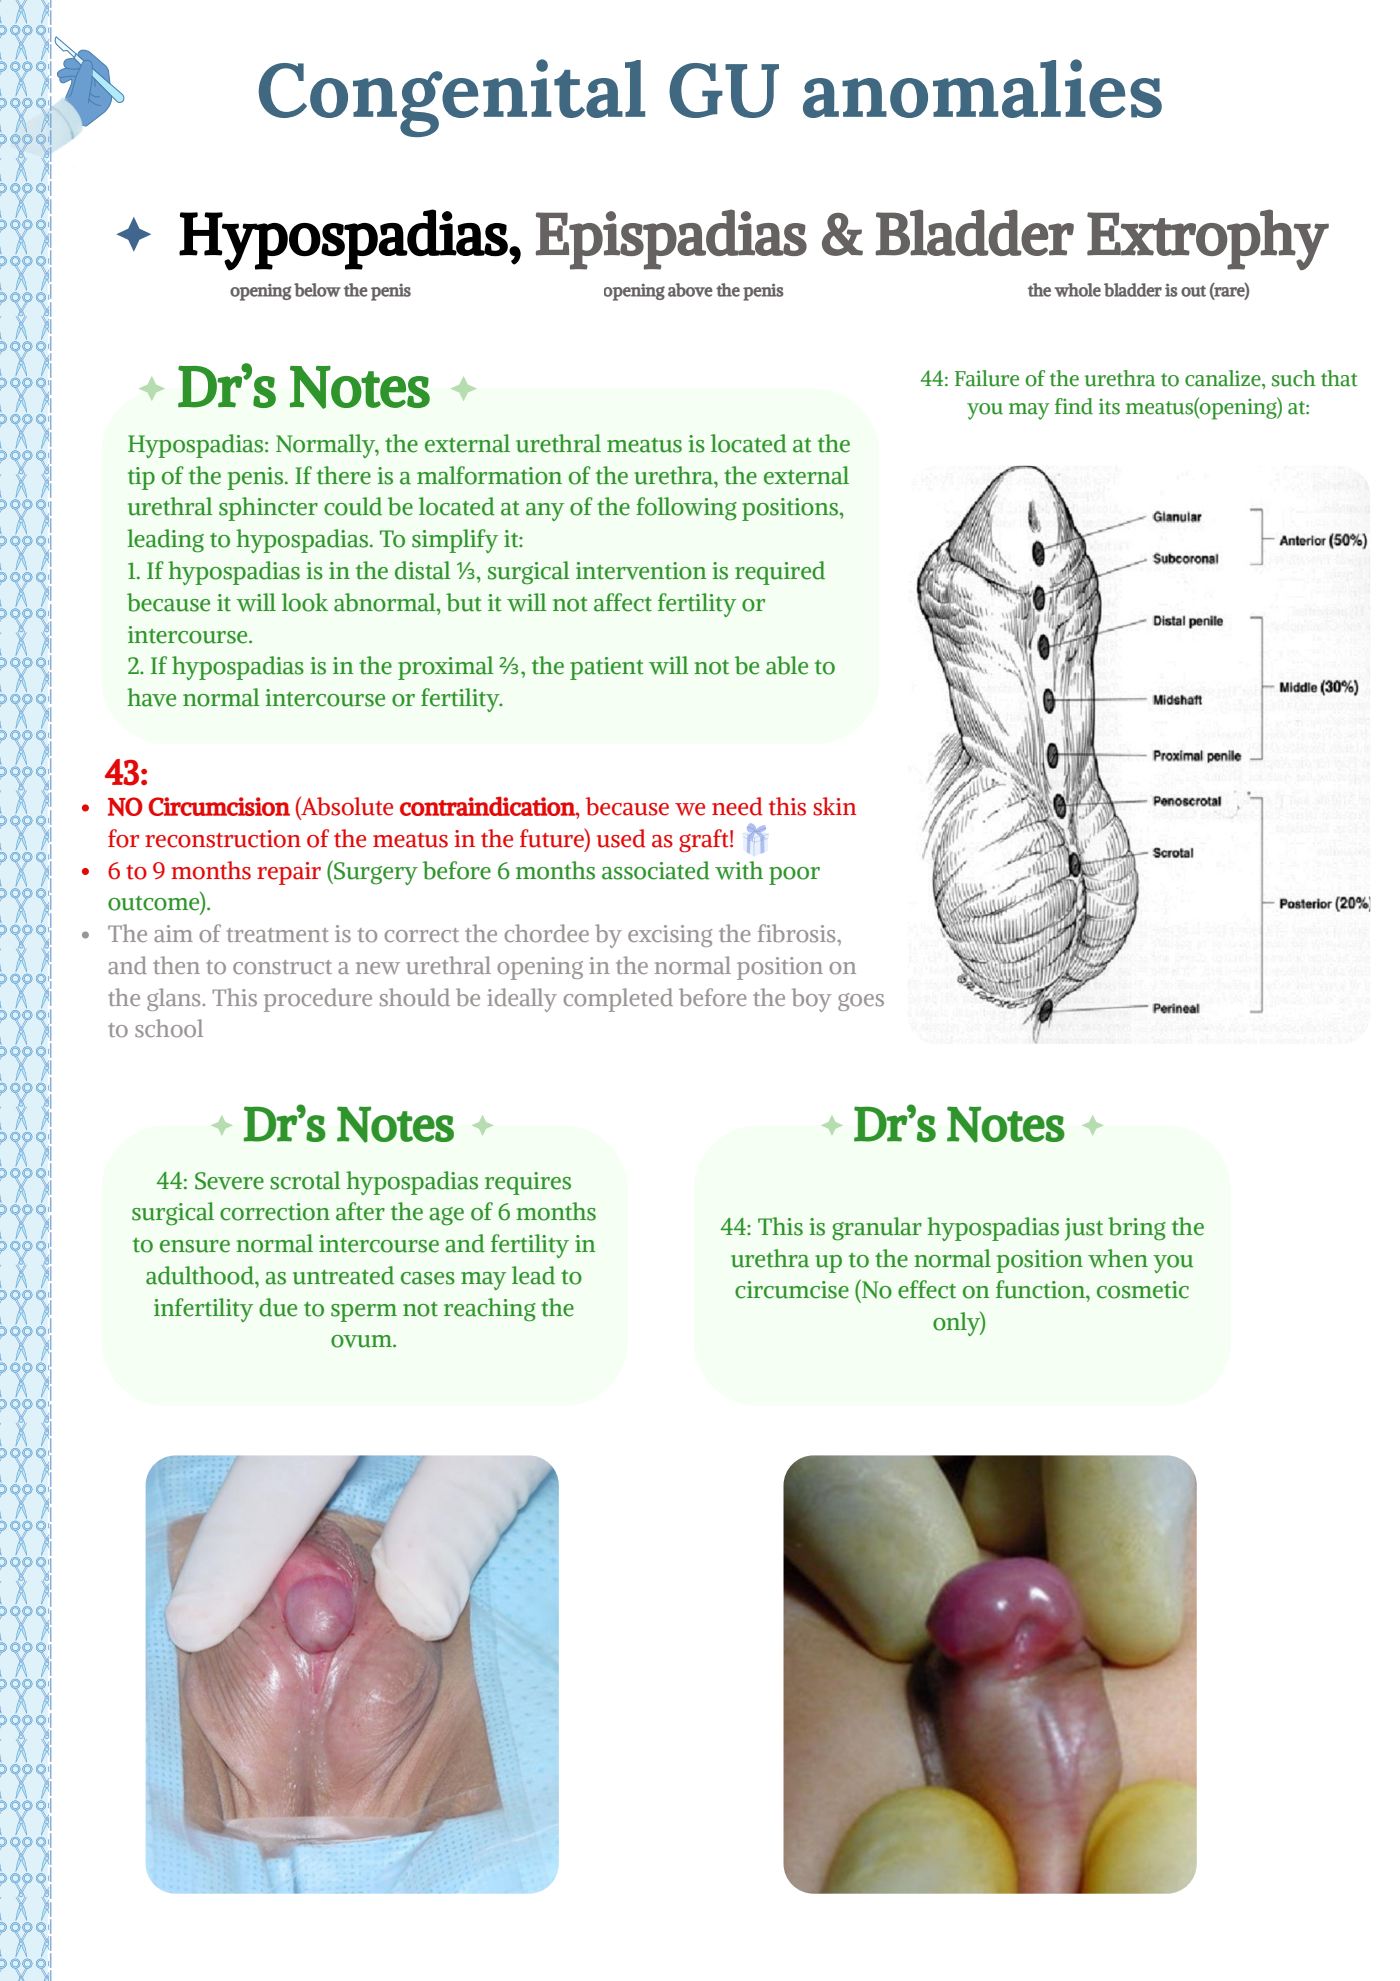 Congenital GU anomalies
Hypospadias, Epispadias & Bladder Extrophy
opening below the penis
opening above the penis
the whole bladder is out (rare)
Dr's Notes
Hypospadias: Normally, the external urethral meatus is located at the
tip of the penis. If there is a malformation of the urethra, the external
urethral sphincter could be located at any of the following positions,
leading to hypospadias. To simplify it:
1. If hypospadias is in the distal ⅓, surgical intervention is required
because it will look abnormal, but it will not affect fertility or
intercourse.
2. If hypospadias is in the proximal ⅔, the patient will not be able to
have normal intercourse or fertility.
44: Failure of the urethra to canalize, such that
you may find its meatus(opening) at:
Glanular
Subcoronal
Anterior (50%)
Distal penile
Midshaft
Proximal penile
Middle (30%)
Penoscrotal
Scrotal
Perineal
Posterior (20%)
43:
• NO Circumcision (Absolute contraindication, because we need this skin
for reconstruction of the meatus in the future) used as graft!
• 6 to 9 months repair (Surgery before 6 months associated with poor
outcome).
• The aim of treatment is to correct the chordee by excising the fibrosis,
and then to construct a new urethral opening in the normal position on
the glans. This procedure should be ideally completed before the boy goes
to school
Dr's Notes
44: Severe scrotal hypospadias requires
surgical correction after the age of 6 months
to ensure normal intercourse and fertility in
adulthood, as untreated cases may lead to
infertility due to sperm not reaching the
ovum.
Dr's Notes
44: This is granular hypospadias just bring the
urethra up to the normal position when you
circumcise (No effect on function, cosmetic
only)